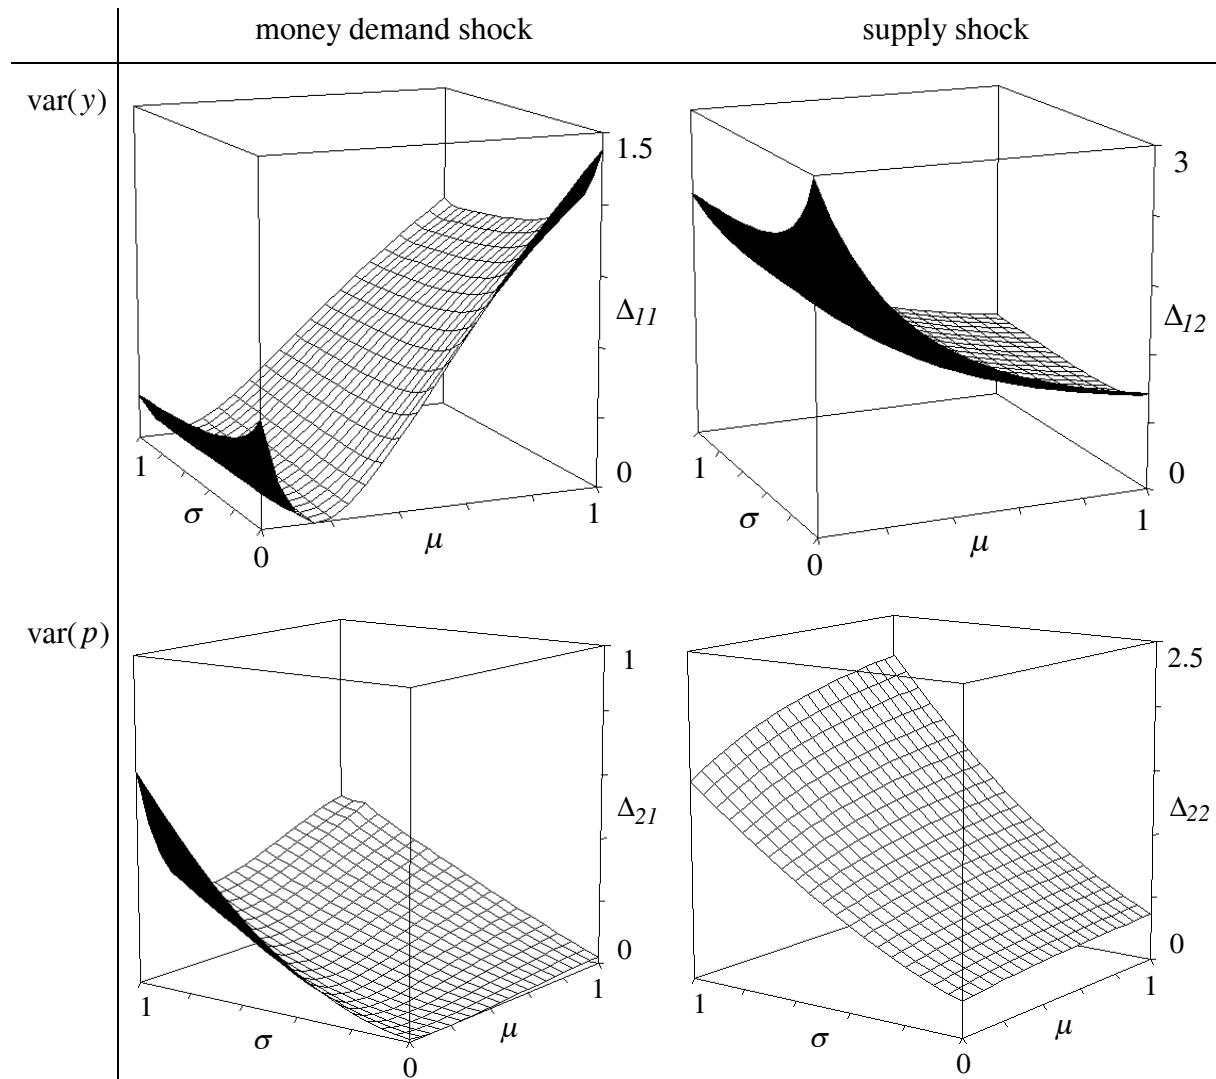 money demand shock supply shock
var(y)
1.5 3
Δ11 Δ12
1 0 1 0
σ 1 σ 1
μ μ
0 0
var(p)
1 2.5
Δ21 Δ22
0 0
1 1 1 1
σ μ σ μ
0 0